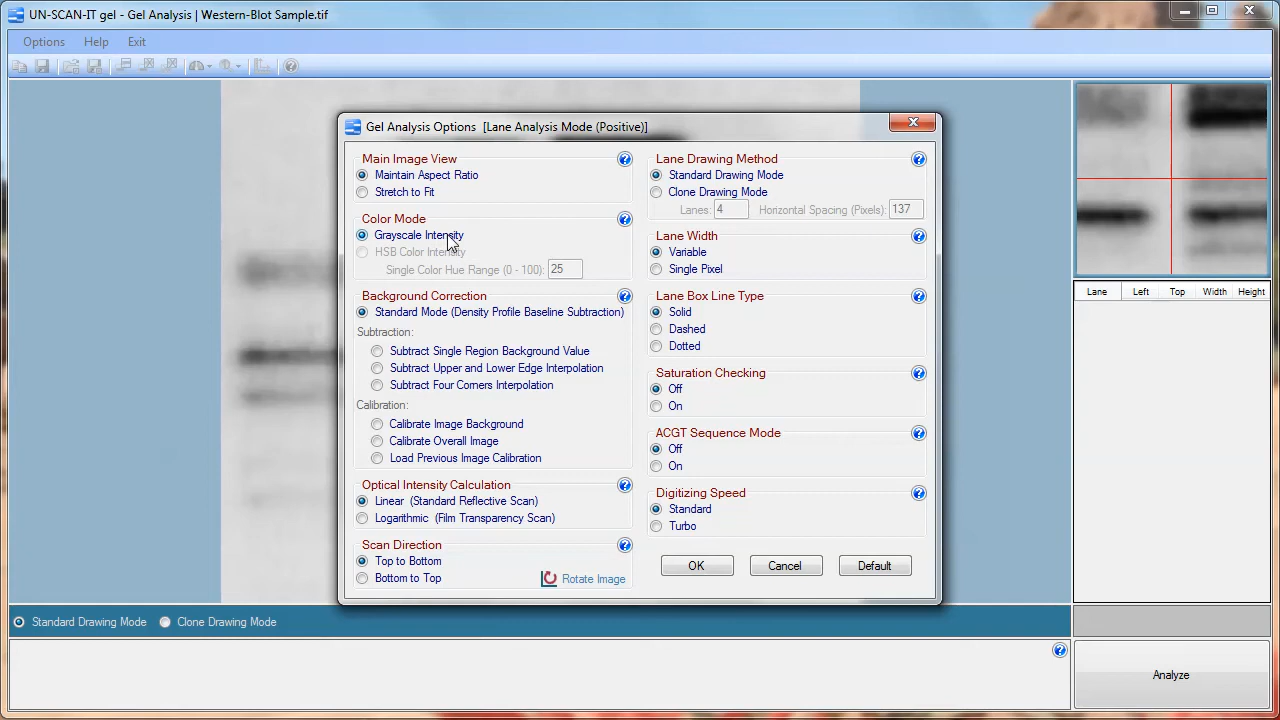 UN-SCAN-IT gel - Gel Analysis | Western-Blot Sample.tif
Options Help Exit
Gel Analysis Options [Lane Analysis Mode (Positive)]
Main Image View
Maintain Aspect Ratio
Stretch to Fit
Color Mode
Grayscale Intensity
HSB Color Intensity
Single Color Hue Range (0 - 100): 25
Background Correction
Standard Mode (Density Profile Baseline Subtraction)
Subtraction:
Subtract Single Region Background Value
Subtract Upper and Lower Edge Interpolation
Subtract Four Corners Interpolation
Calibration:
Calibrate Image Background
Calibrate Overall Image
Load Previous Image Calibration
Optical Intensity Calculation
Linear (Standard Reflective Scan)
Logarithmic (Film Transparency Scan)
Scan Direction
Top to Bottom
Bottom to Top
Rotate Image
Lane Drawing Method
Standard Drawing Mode
Clone Drawing Mode
Lanes: 4 Horizontal Spacing (Pixels): 137
Lane Width
Variable
Single Pixel
Lane Box Line Type
Solid
Dashed
Dotted
Saturation Checking
Off
On
ACGT Sequence Mode
Off
On
Digitizing Speed
Standard
Turbo
OK Cancel Default
Lane Left Top Width Height
Standard Drawing Mode Clone Drawing Mode
Analyze